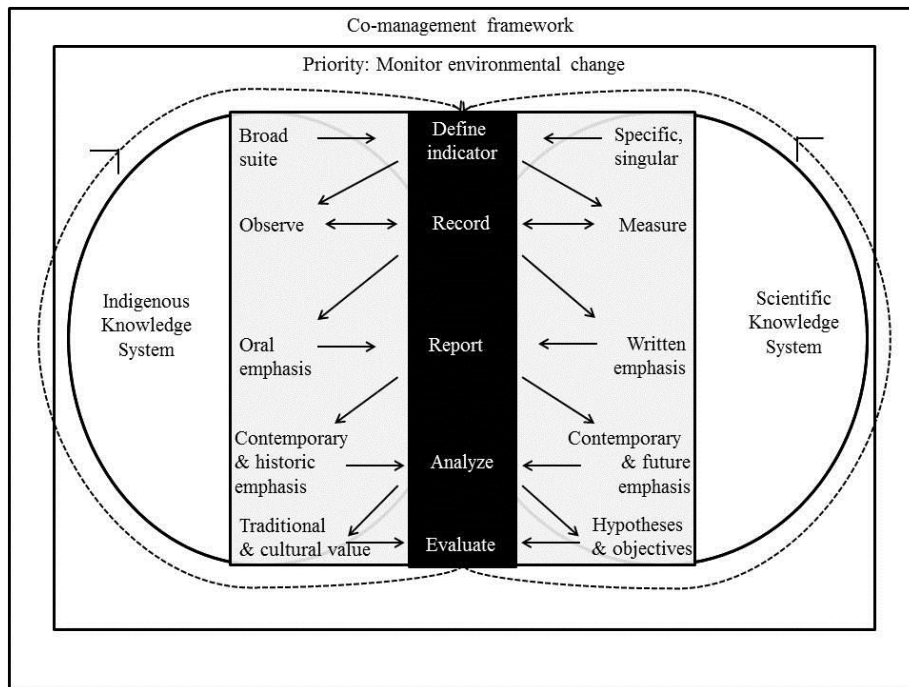 Co-management framework
Priority: Monitor environmental change
Broad
suite
Define
indicator
Specific,
singular
Observe
Record
Measure
Indigenous
Knowledge
System
Oral
emphasis
Report
Written
emphasis
Scientific
Knowledge
System
Contemporary
& historic
emphasis
Analyze
Contemporary
& future
emphasis
Traditional
& cultural value
Evaluate
Hypotheses
& objectives